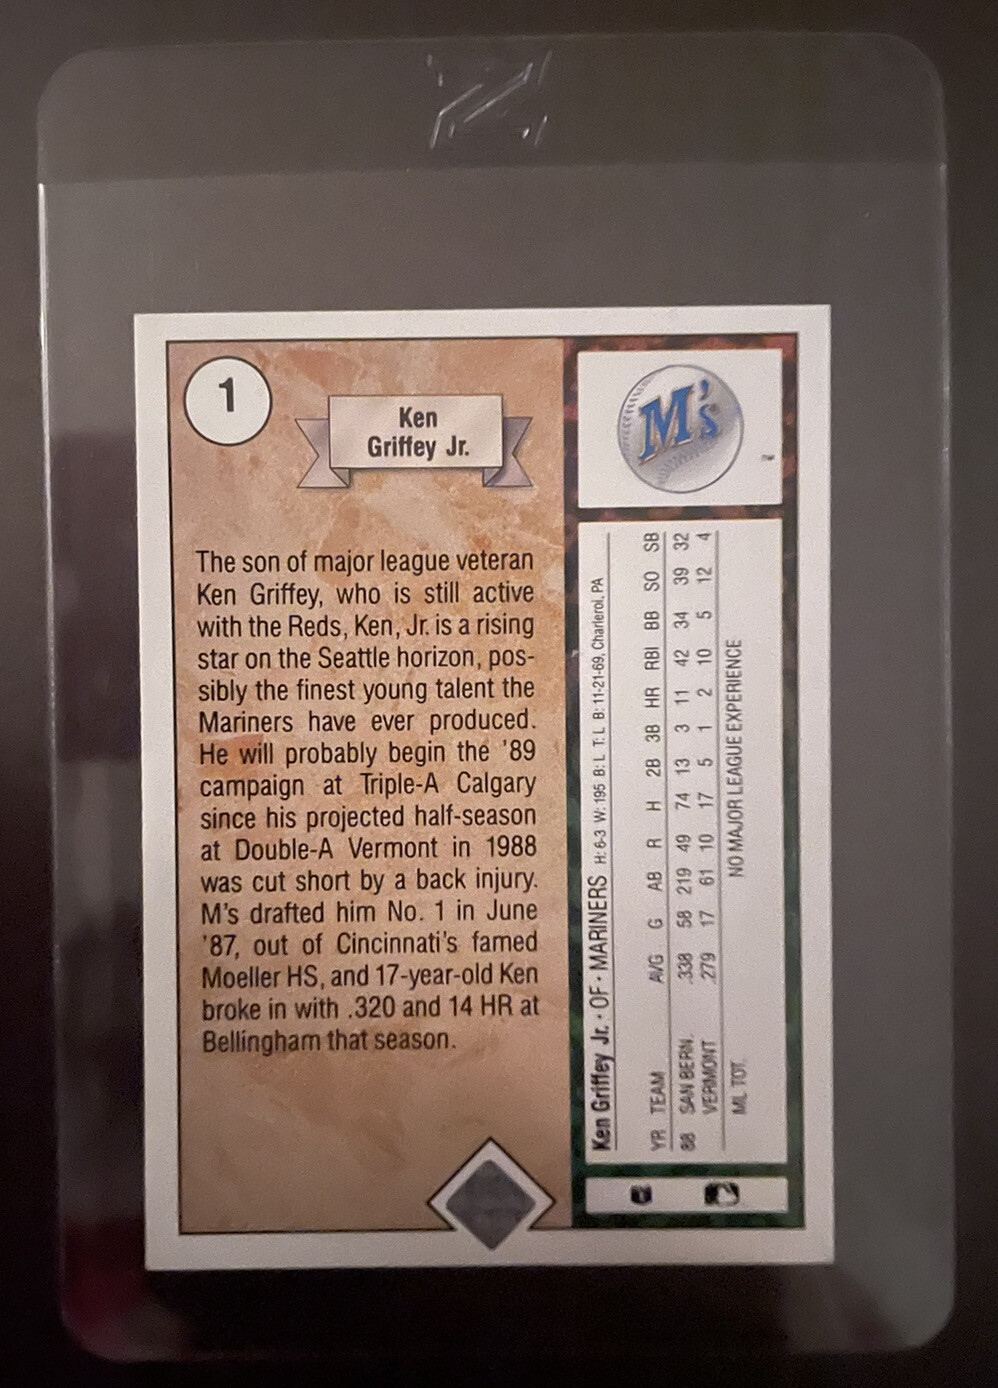 1
Ken
Griffey Jr.
The son of major league veteran
Ken Griffey, who is still active
with the Reds, Ken, Jr. is a rising
star on the Seattle horizon, pos-
sibly the finest young talent the
Mariners have ever produced.
He will probably begin the '89
campaign at Triple-A Calgary
since his projected half-season
at Double-A Vermont in 1988
was cut short by a back injury.
M's drafted him No. 1 in June
'87, out of Cincinnati's famed
Moeller HS, and 17-year-old Ken
broke in with .320 and 14 HR at
Bellingham that season.
M's
Ken Griffey Jr. • OF • MARINERS H: 6-3 W: 195 B: L T: L B: 11-21-69, Charleroi, PA
YR TEAM AVG G AB R H 2B 3B HR RBI BB SO SB
88 SAN BERN. .338 58 219 49 74 13 3 11 42 34 39 32
VERMONT .279 17 61 10 17 5 1 2 10 5 12 4
ML TOT. NO MAJOR LEAGUE EXPERIENCE